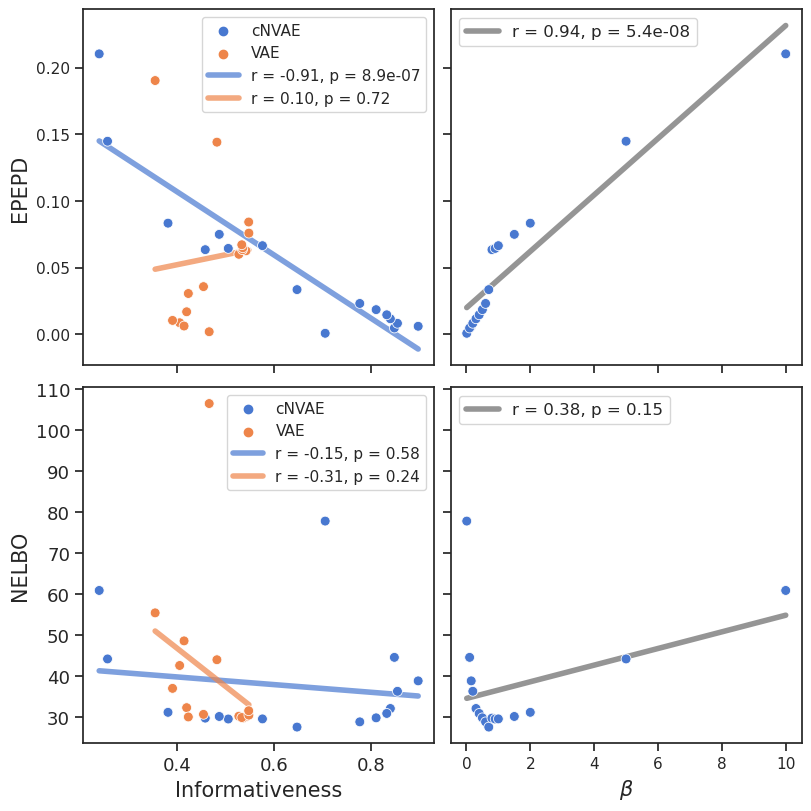 cNVAE
VAE
r = -0.91, p = 8.9e-07
r = 0.10, p = 0.72
r = 0.94, p = 5.4e-08
EPEPD
0.20
0.15
0.10
0.05
0.00
cNVAE
VAE
r = -0.15, p = 0.58
r = -0.31, p = 0.24
r = 0.38, p = 0.15
NELBO
110
100
90
80
70
60
50
40
30
0.4 0.6 0.8
Informativeness
0 2 4 6 8 10
β